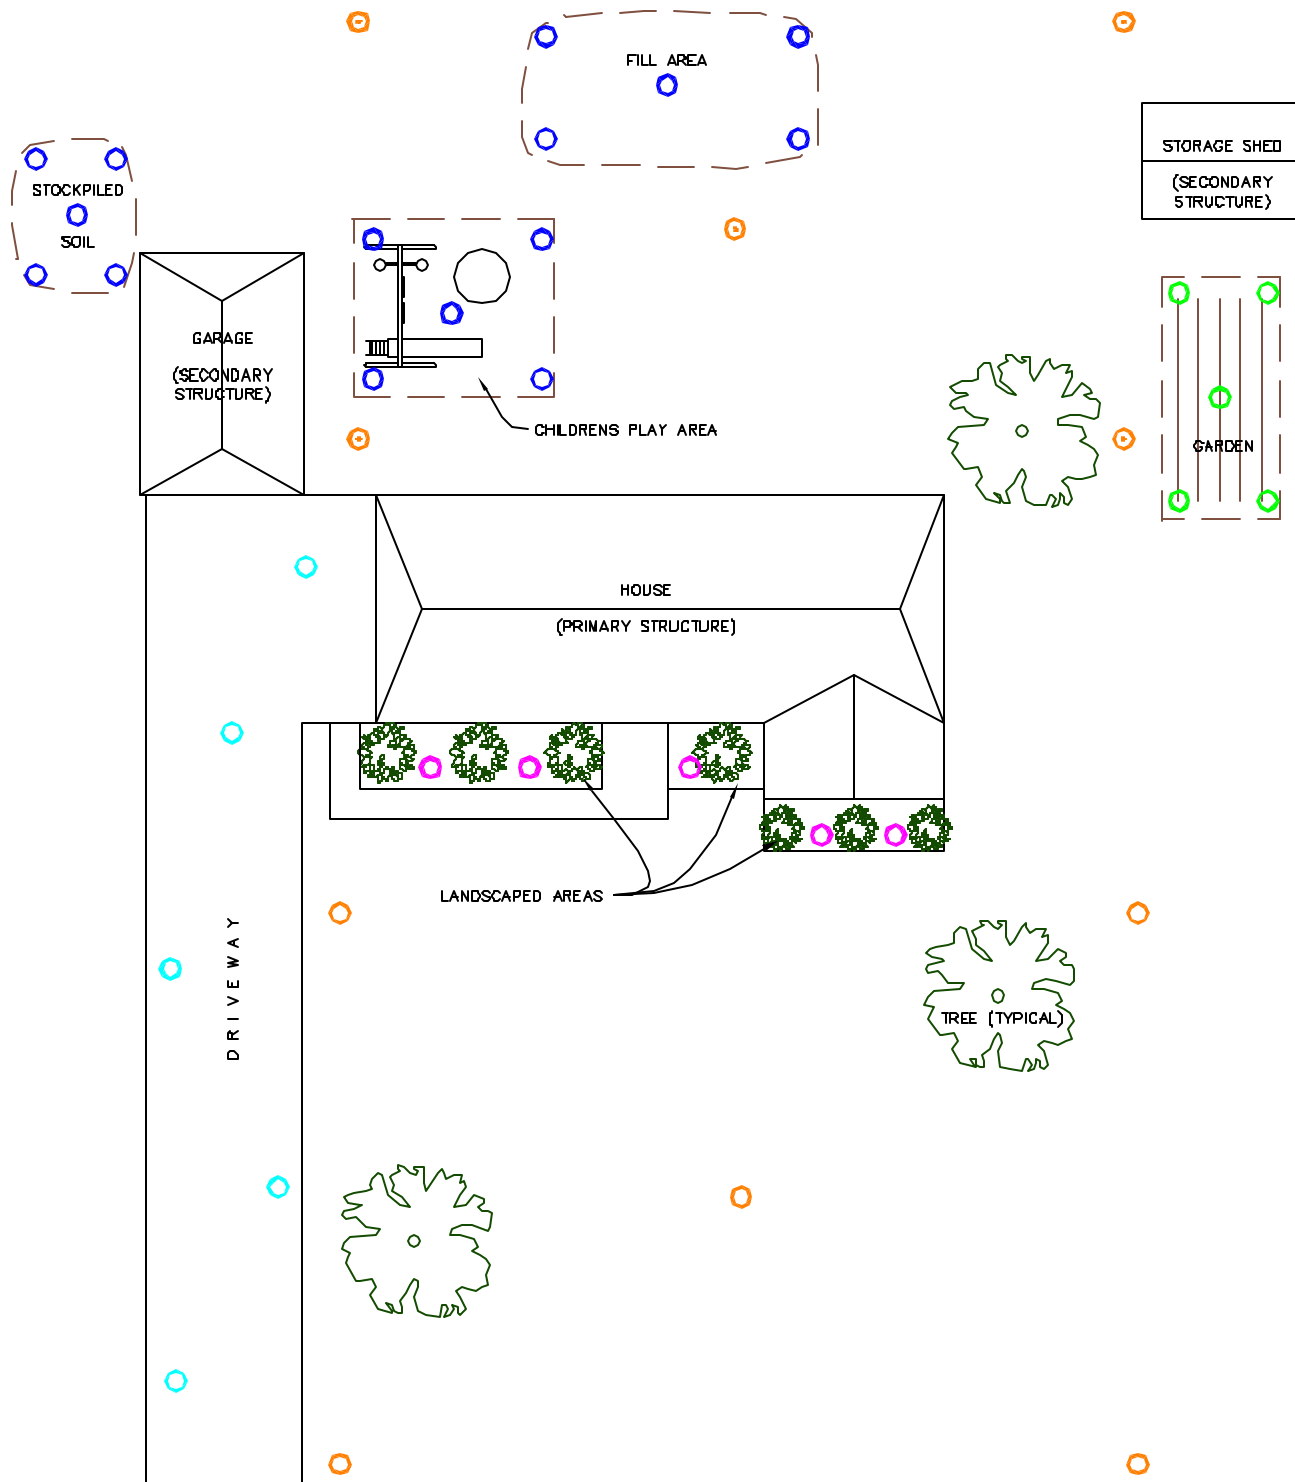 FILL AREA
STORAGE SHED
(SECONDARY
STRUCTURE)
STOCKPILED
SOIL
GARAGE
(SECONDARY
STRUCTURE)
CHILDRENS PLAY AREA
GARDEN
HOUSE
(PRIMARY STRUCTURE)
LANDSCAPED AREAS
DRIVEWAY
TREE (TYPICAL)